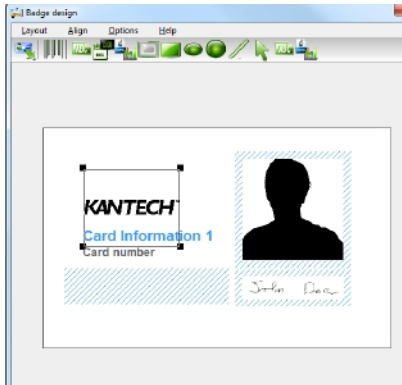 Badge design
Layout Align Options Help
KANTECH
Card Information 1
Card number
John Doe